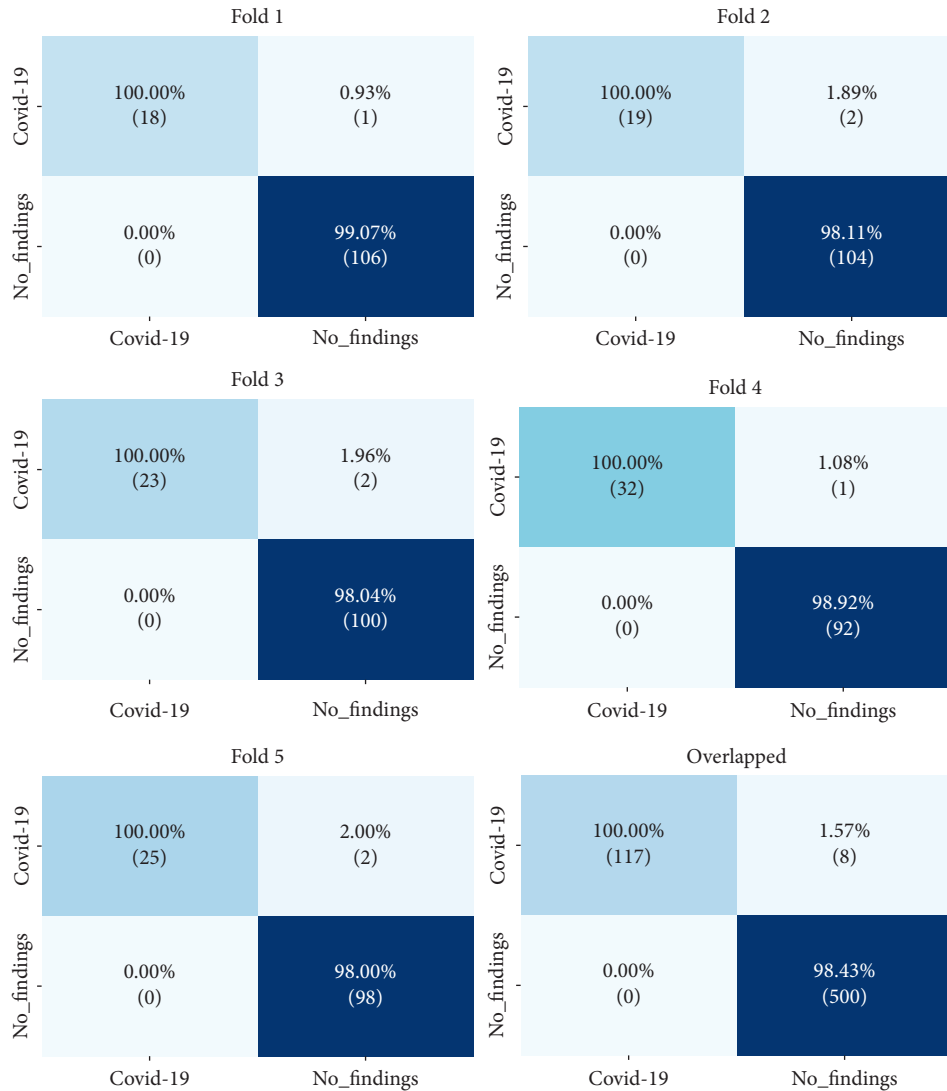 Fold 1
Covid-19
100.00%
(18)
0.93%
(1)
No_findings
0.00%
(0)
99.07%
(106)
Covid-19
No_findings
Fold 2
Covid-19
100.00%
(19)
1.89%
(2)
No_findings
0.00%
(0)
98.11%
(104)
Covid-19
No_findings
Fold 3
Covid-19
100.00%
(23)
1.96%
(2)
No_findings
0.00%
(0)
98.04%
(100)
Covid-19
No_findings
Fold 4
Covid-19
100.00%
(32)
1.08%
(1)
No_findings
0.00%
(0)
98.92%
(92)
Covid-19
No_findings
Fold 5
Covid-19
100.00%
(25)
2.00%
(2)
No_findings
0.00%
(0)
98.00%
(98)
Covid-19
No_findings
Overlapped
Covid-19
100.00%
(117)
1.57%
(8)
No_findings
0.00%
(0)
98.43%
(500)
Covid-19
No_findings